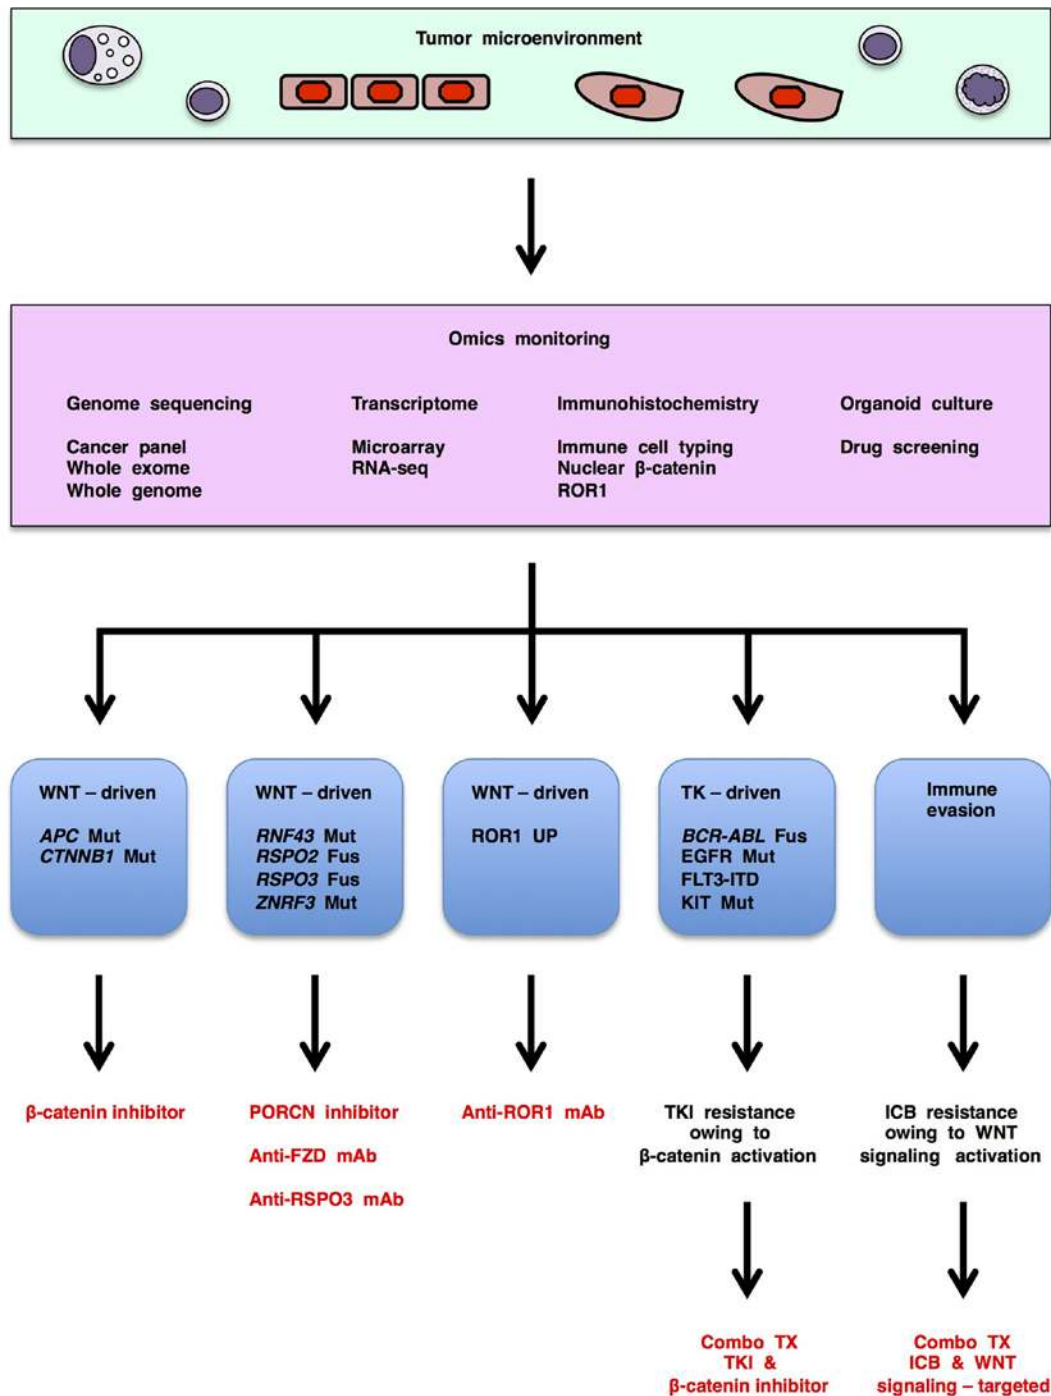 Tumor microenvironment
Omics monitoring
Genome sequencing
Cancer panel
Whole exome
Whole genome
Transcriptome
Microarray
RNA-seq
Immunohistochemistry
Immune cell typing
Nuclear β-catenin
ROR1
Organoid culture
Drug screening
WNT – driven
APC Mut
CTNNB1 Mut
WNT – driven
RNF43 Mut
RSPO2 Fus
RSPO3 Fus
ZNRF3 Mut
WNT – driven
ROR1 UP
TK – driven
BCR-ABL Fus
EGFR Mut
FLT3-ITD
KIT Mut
Immune
evasion
β-catenin inhibitor
PORCN inhibitor
Anti-FZD mAb
Anti-RSPO3 mAb
Anti-ROR1 mAb
TKI resistance
owing to
β-catenin activation
ICB resistance
owing to WNT
signaling activation
Combo TX
TKI &
β-catenin inhibitor
Combo TX
ICB & WNT
signaling – targeted